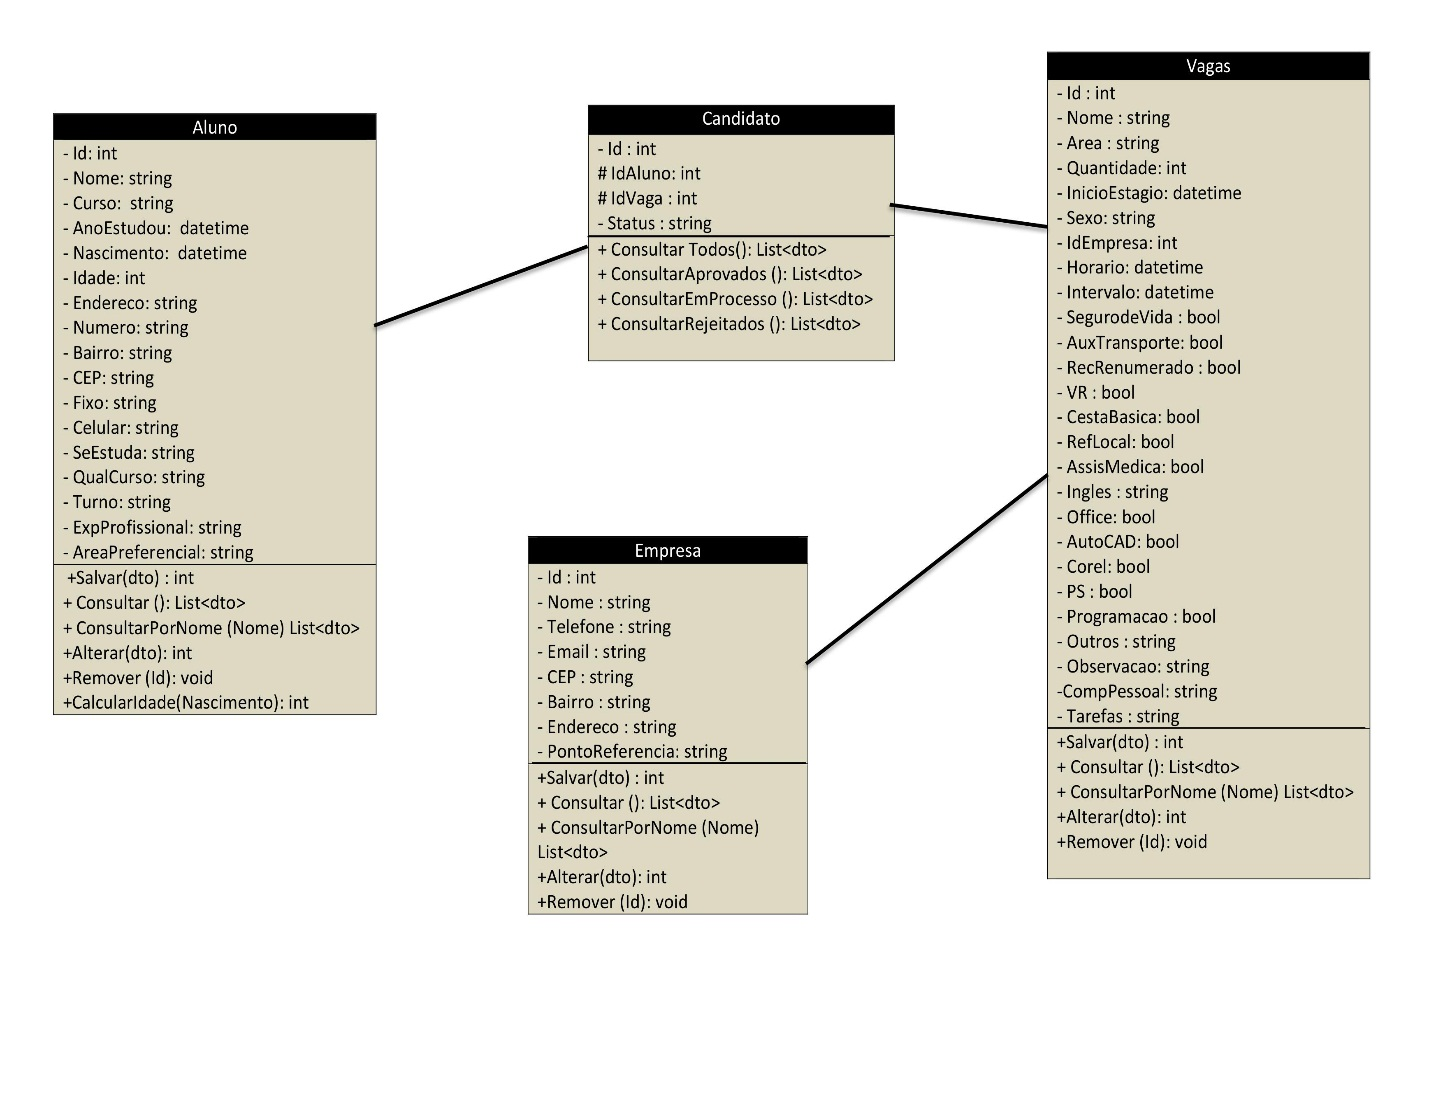 Aluno
- Id: int
- Nome: string
- Curso:  string
- AnoEstudou:  datetime
- Nascimento:  datetime
- Idade: int
- Endereco: string
- Numero: string
- Bairro: string
- CEP: string
- Fixo: string
- Celular: string
- SeEstuda: string
- QualCurso: string
- Turno: string
- ExpProfissional: string
- AreaPreferencial: string
+Salvar(dto) : int
+ Consultar (): List<dto>
+ ConsultarPorNome (Nome) List<dto>
+Alterar(dto): int
+Remover (Id): void
+CalcularIdade(Nascimento): int
Candidato
- Id : int
# IdAluno: int
# IdVaga : int
- Status : string
+ Consultar Todos(): List<dto>
+ ConsultarAprovados (): List<dto>
+ ConsultarEmProcesso (): List<dto>
+ ConsultarRejeitados (): List<dto>
Empresa
- Id : int
- Nome : string
- Telefone : string
- Email : string
- CEP : string
- Bairro : string
- Endereco : string
- PontoReferencia: string
+Salvar(dto) : int
+ Consultar (): List<dto>
+ ConsultarPorNome (Nome)
List<dto>
+Alterar(dto): int
+Remover (Id): void
Vagas
- Id : int
- Nome : string
- Area : string
- Quantidade: int
- InicioEstagio: datetime
- Sexo: string
- IdEmpresa: int
- Horario: datetime
- Intervalo: datetime
- SegurodeVida : bool
- AuxTransporte: bool
- RecRenumerado : bool
- VR : bool
- CestaBasica: bool
- RefLocal: bool
- AssisMedica: bool
- Ingles : string
- Office: bool
- AutoCAD: bool
- Corel: bool
- PS : bool
- Programacao : bool
- Outros : string
- Observacao: string
-CompPessoal: string
- Tarefas : string
+Salvar(dto) : int
+ Consultar (): List<dto>
+ ConsultarPorNome (Nome) List<dto>
+Alterar(dto): int
+Remover (Id): void